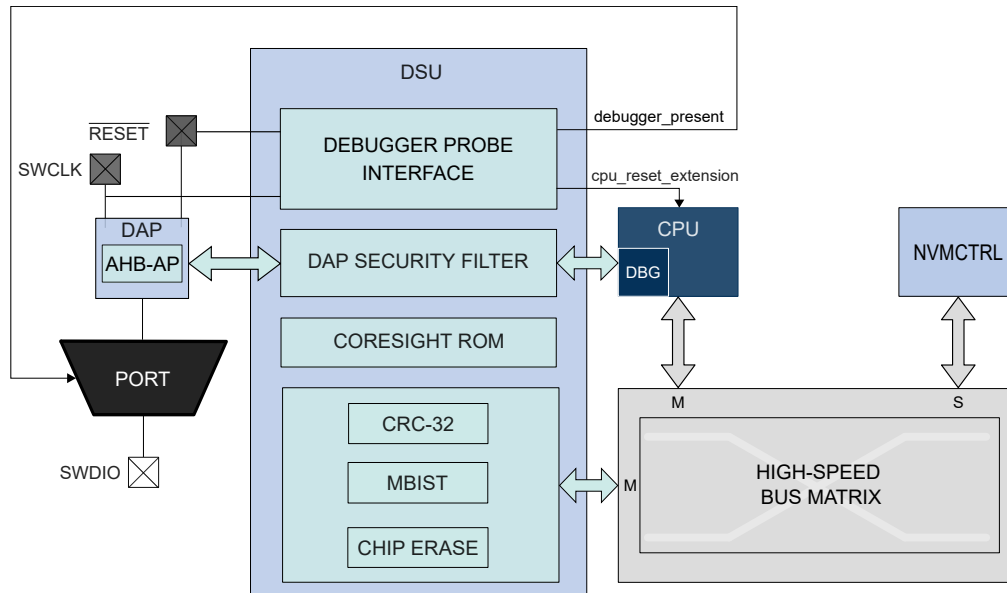 DSU
debugger_present
RESET
DEBUGGER PROBE
INTERFACE
SWCLK
cpu_reset_extension
DAP
CPU
AHB-AP
DAP SECURITY FILTER
DBG
NVMCTRL
CORESIGHT ROM
PORT
M
S
CRC-32
SWDIO
MBIST
M
HIGH-SPEED
BUS MATRIX
CHIP ERASE